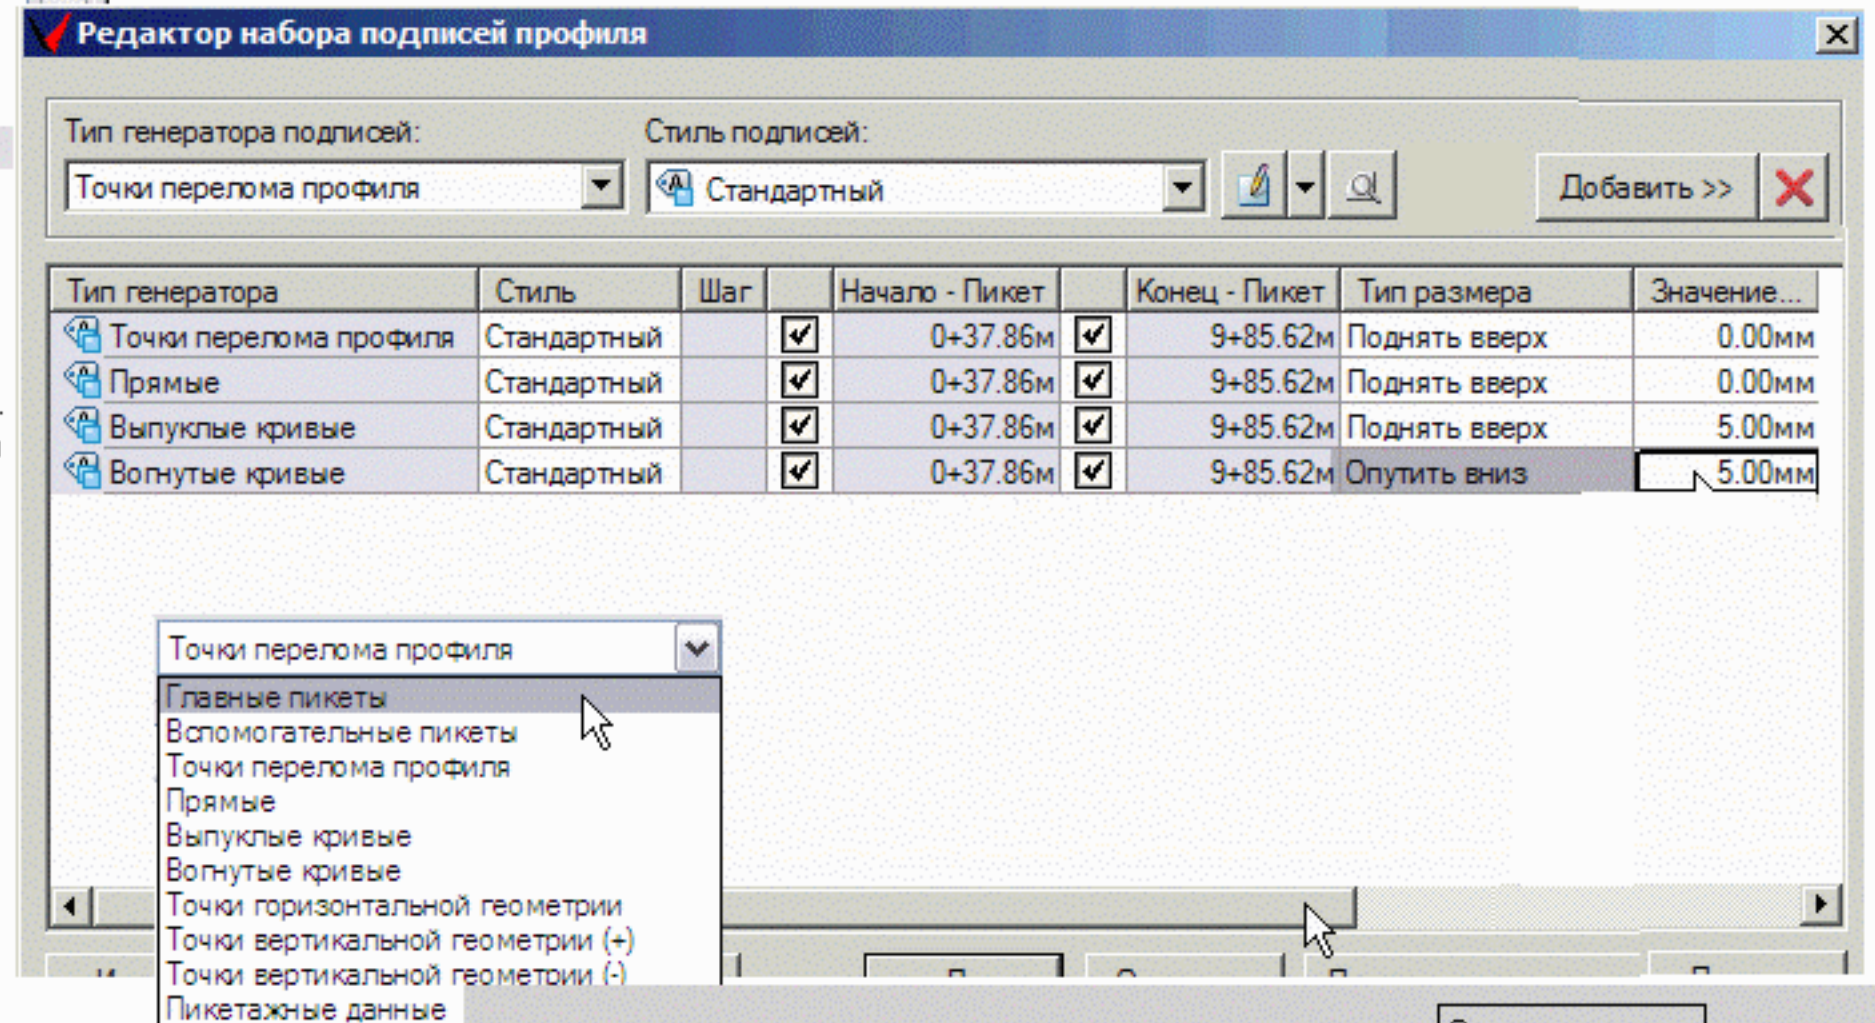 Редактор набора подписей профиля
Тип генератора подписей: Стиль подписей:
Точки перелома профиля Стандартный Добавить >>
Тип генератора Стиль Шаг Начало - Пикет Конец - Пикет Тип размера Значение...
Точки перелома профиля Стандартный 0+37.86м 9+85.62м Поднять вверх 0.00мм
Прямые Стандартный 0+37.86м 9+85.62м Поднять вверх 0.00мм
Выпуклые кривые Стандартный 0+37.86м 9+85.62м Поднять вверх 5.00мм
Вогнутые кривые Стандартный 0+37.86м 9+85.62м Опутить вниз 5.00мм
Точки перелома профиля
Главные пикеты
Вспомогательные пикеты
Точки перелома профиля
Прямые
Выпуклые кривые
Вогнутые кривые
Точки горизонтальной геометрии
Точки вертикальной геометрии (+)
Точки вертикальной геометрии (-)
Пикетажные данные